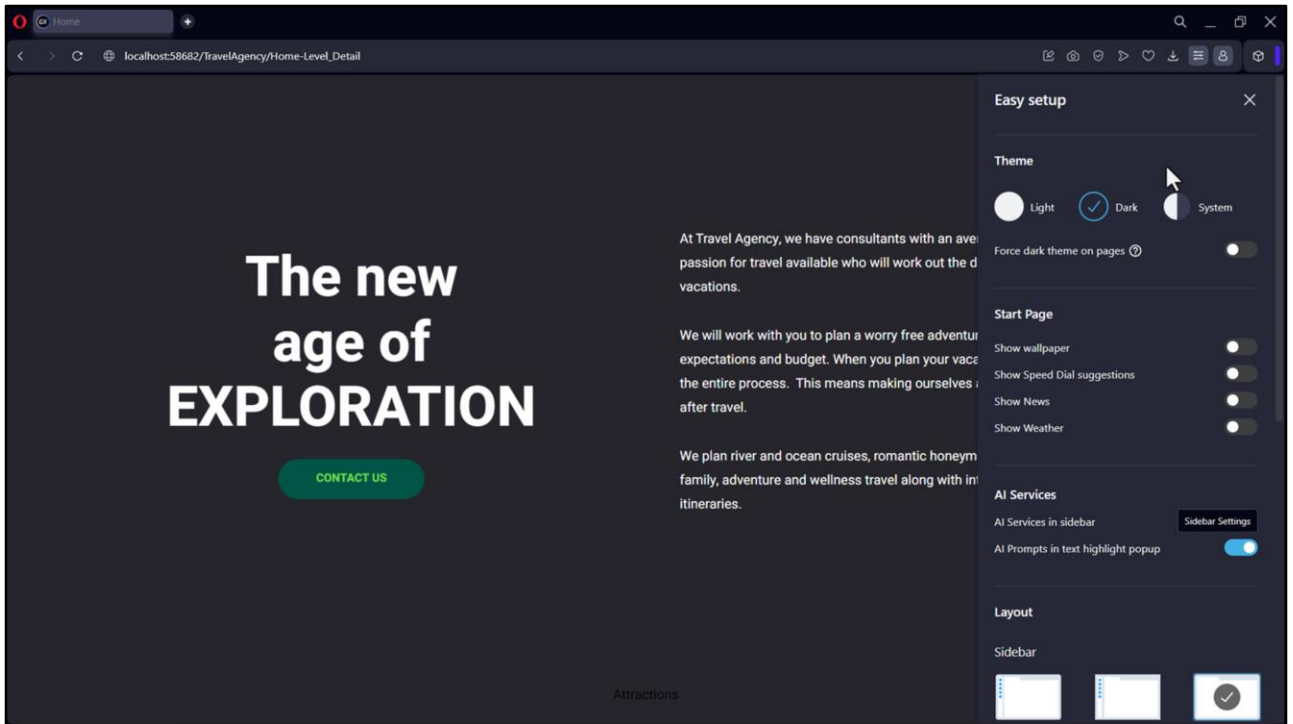 Home
localhost:58682/TravelAgency/Home-Level_Detail
The new
age of
EXPLORATION
CONTACT US
At Travel Agency, we have consultants with an ave
passion for travel available who will work out the d
vacations.
We will work with you to plan a worry free adventur
expectations and budget. When you plan your vaca
the entire process.  This means making ourselves a
after travel.
We plan river and ocean cruises, romantic honeym
family, adventure and wellness travel along with int
itineraries.
Attractions
Easy setup
Theme
Light
Dark
System
Force dark theme on pages
Start Page
Show wallpaper
Show Speed Dial suggestions
Show News
Show Weather
AI Services
AI Services in sidebar
Sidebar Settings
AI Prompts in text highlight popup
Layout
Sidebar